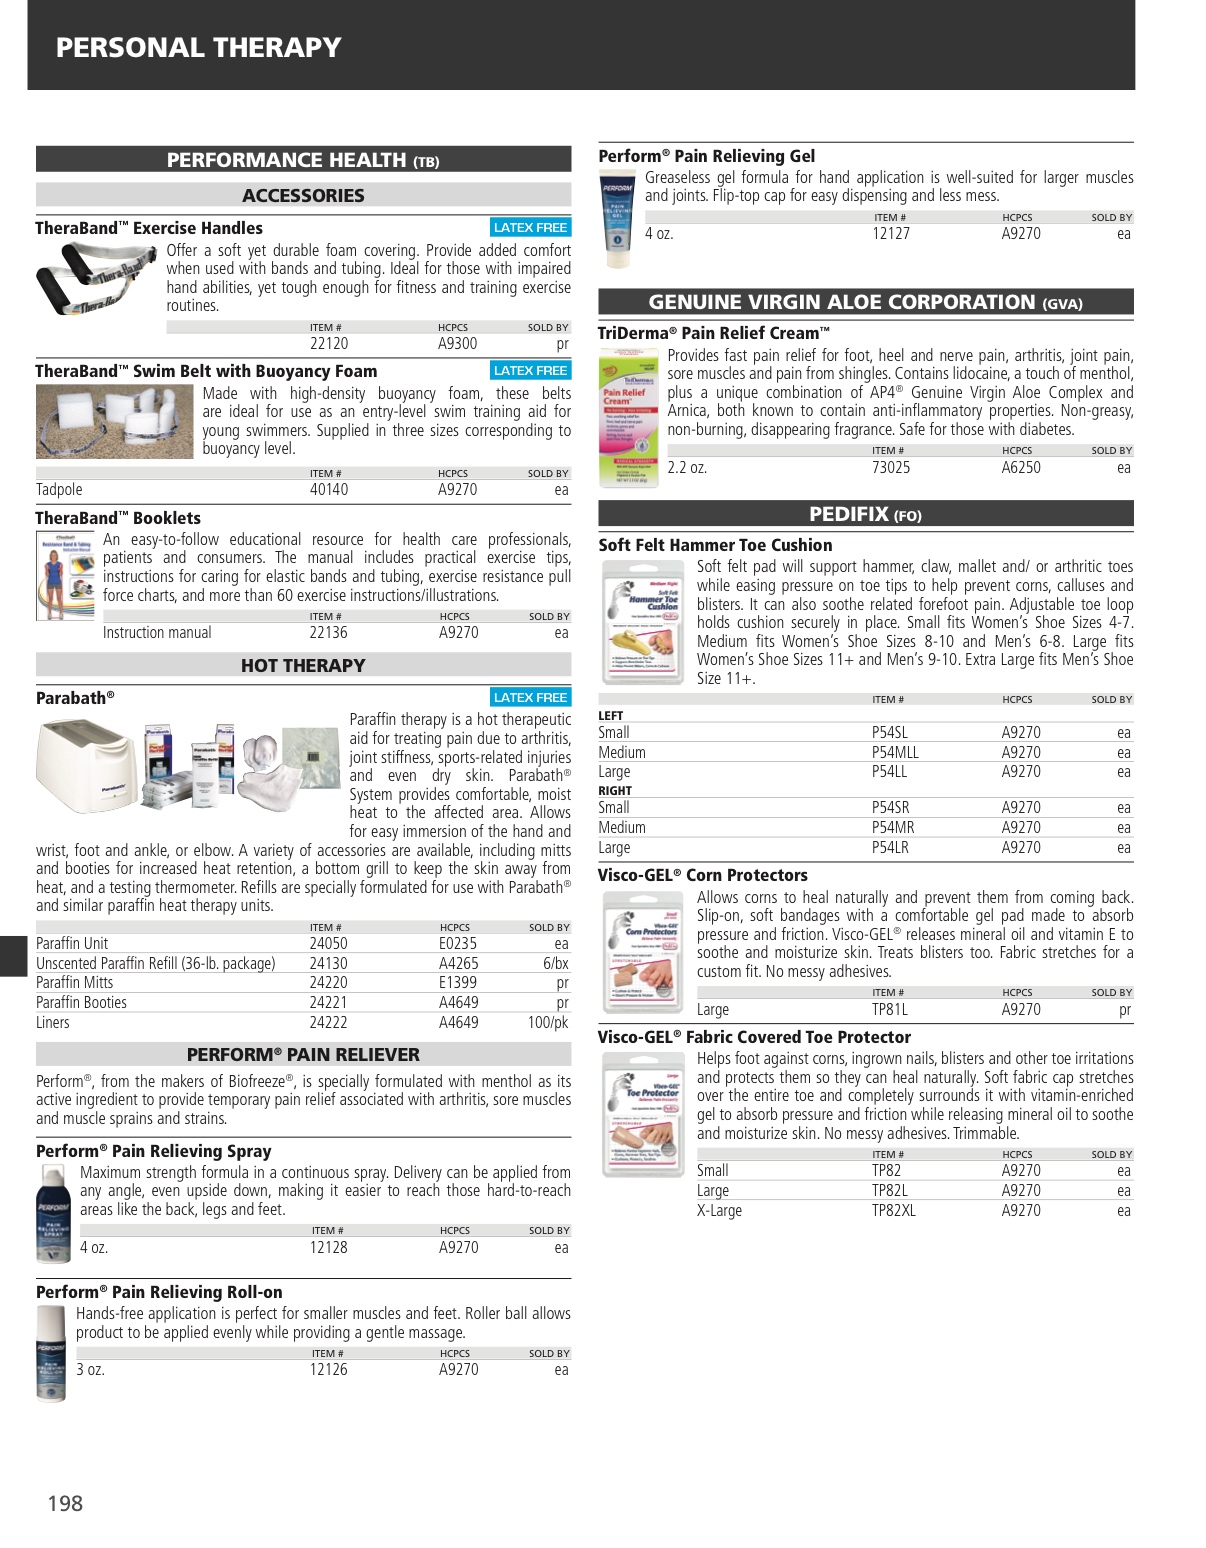 PERSONAL THERAPY
PERFORMANCE HEALTH (TB)
ACCESSORIES
TheraBand™ Exercise Handles
LATEX FREE
Offer a soft yet durable foam covering. Provide added comfort
when used with bands and tubing. Ideal for those with impaired
hand abilities, yet tough enough for fitness and training exercise
routines.
ITEM # HCPCS SOLD BY
22120 A9300 pr
TheraBand™ Swim Belt with Buoyancy Foam
LATEX FREE
Made with high-density buoyancy foam, these belts
are ideal for use as an entry-level swim training aid for
young swimmers. Supplied in three sizes corresponding to
buoyancy level.
ITEM # HCPCS SOLD BY
Tadpole 40140 A9270 ea
TheraBand™ Booklets
An easy-to-follow educational resource for health care professionals,
patients and consumers. The manual includes practical exercise tips,
instructions for caring for elastic bands and tubing, exercise resistance pull
force charts, and more than 60 exercise instructions/illustrations.
ITEM # HCPCS SOLD BY
Instruction manual 22136 A9270 ea
HOT THERAPY
Parabath®
LATEX FREE
Paraffin therapy is a hot therapeutic
aid for treating pain due to arthritis,
joint stiffness, sports-related injuries
and even dry skin. Parabath®
System provides comfortable, moist
heat to the affected area. Allows
for easy immersion of the hand and
wrist, foot and ankle, or elbow. A variety of accessories are available, including mitts
and booties for increased heat retention, a bottom grill to keep the skin away from
heat, and a testing thermometer. Refills are specially formulated for use with Parabath®
and similar paraffin heat therapy units.
ITEM # HCPCS SOLD BY
Paraffin Unit 24050 E0235 ea
Unscented Paraffin Refill (36-lb. package) 24130 A4265 6/bx
Paraffin Mitts 24220 E1399 pr
Paraffin Booties 24221 A4649 pr
Liners 24222 A4649 100/pk
PERFORM® PAIN RELIEVER
Perform®, from the makers of Biofreeze®, is specially formulated with menthol as its
active ingredient to provide temporary pain relief associated with arthritis, sore muscles
and muscle sprains and strains.
Perform® Pain Relieving Spray
Maximum strength formula in a continuous spray. Delivery can be applied from
any angle, even upside down, making it easier to reach those hard-to-reach
areas like the back, legs and feet.
ITEM # HCPCS SOLD BY
4 oz. 12128 A9270 ea
Perform® Pain Relieving Roll-on
Hands-free application is perfect for smaller muscles and feet. Roller ball allows
product to be applied evenly while providing a gentle massage.
ITEM # HCPCS SOLD BY
3 oz. 12126 A9270 ea
Perform® Pain Relieving Gel
PERFORM
Greaseless gel formula for hand application is well-suited for larger muscles
and joints. Flip-top cap for easy dispensing and less mess.
ITEM # HCPCS SOLD BY
4 oz. 12127 A9270 ea
GENUINE VIRGIN ALOE CORPORATION (GVA)
TriDerma® Pain Relief Cream™
TriDerma
Pain Relief
Cream
Provides fast pain relief for foot, heel and nerve pain, arthritis, joint pain,
sore muscles and pain from shingles. Contains lidocaine, a touch of menthol,
plus a unique combination of AP4® Genuine Virgin Aloe Complex and
Arnica, both known to contain anti-inflammatory properties. Non-greasy,
non-burning, disappearing fragrance. Safe for those with diabetes.
ITEM # HCPCS SOLD BY
2.2 oz. 73025 A6250 ea
PEDIFIX (FO)
Soft Felt Hammer Toe Cushion
Soft Felt
Hammer Toe
Cushion
Soft felt pad will support hammer, claw, mallet and/ or arthritic toes
while easing pressure on toe tips to help prevent corns, calluses and
blisters. It can also soothe related forefoot pain. Adjustable toe loop
holds cushion securely in place. Small fits Women’s Shoe Sizes 4-7.
Medium fits Women’s Shoe Sizes 8-10 and Men’s 6-8. Large fits
Women’s Shoe Sizes 11+ and Men’s 9-10. Extra Large fits Men’s Shoe
Size 11+.
ITEM # HCPCS SOLD BY
LEFT
Small P54SL A9270 ea
Medium P54MLL A9270 ea
Large P54LL A9270 ea
RIGHT
Small P54SR A9270 ea
Medium P54MR A9270 ea
Large P54LR A9270 ea
Visco-GEL® Corn Protectors
Visco-GEL
Corn Protectors
Allows corns to heal naturally and prevent them from coming back.
Slip-on, soft bandages with a comfortable gel pad made to absorb
pressure and friction. Visco-GEL® releases mineral oil and vitamin E to
soothe and moisturize skin. Treats blisters too. Fabric stretches for a
custom fit. No messy adhesives.
ITEM # HCPCS SOLD BY
Large TP81L A9270 pr
Visco-GEL® Fabric Covered Toe Protector
Visco-GEL
Toe Protector
Helps foot against corns, ingrown nails, blisters and other toe irritations
and protects them so they can heal naturally. Soft fabric cap stretches
over the entire toe and completely surrounds it with vitamin-enriched
gel to absorb pressure and friction while releasing mineral oil to soothe
and moisturize skin. No messy adhesives. Trimmable.
ITEM # HCPCS SOLD BY
Small TP82 A9270 ea
Large TP82L A9270 ea
X-Large TP82XL A9270 ea
198